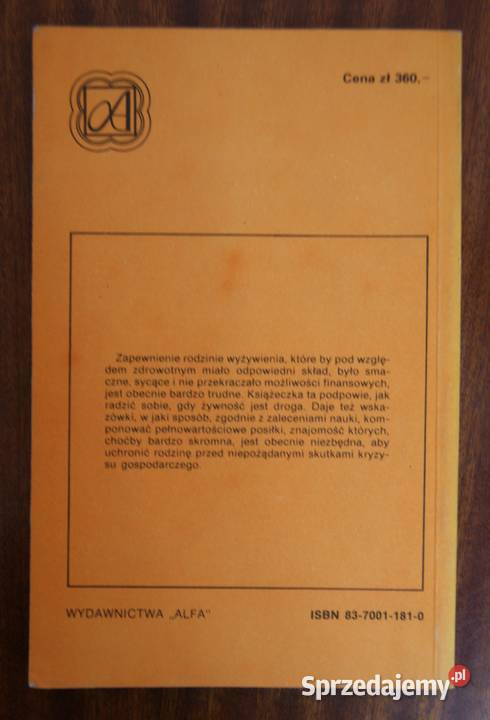 Cena zł 360,–
Zapewnienie rodzinie wyżywienia, które by pod wzglę-
dem zdrowotnym miało odpowiedni skład, było sma-
czne, sycące i nie przekraczało możliwości finansowych,
jest obecnie bardzo trudne. Książeczka ta podpowie, jak
radzić sobie, gdy żywność jest droga. Daje też wska-
zówki, w jaki sposób, zgodnie z zaleceniami nauki, kom-
ponować pełnowartościowe posiłki, znajomość których,
choćby bardzo skromna, jest obecnie niezbędna, aby
uchronić rodzinę przed niepożądanymi skutkami kryzy-
su gospodarczego.
WYDAWNICTWA „ALFA"
ISBN 83-7001-181-0
Sprzedajemy.pl